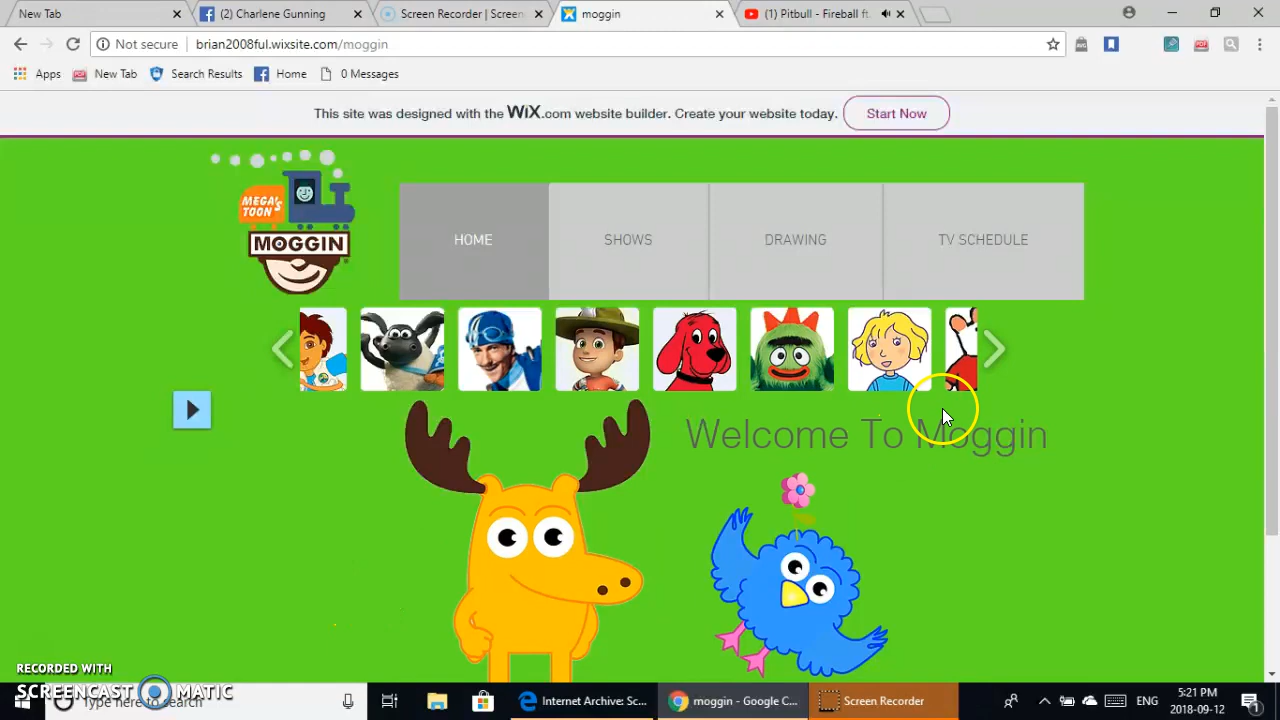 New Tab
(2) Charlene Gunning
Screen Recorder | Screen
moggin
(1) Pitbull - Fireball ft.
Not secure
brian2008ful.wixsite.com/moggin
Apps
New Tab
Search Results
Home
0 Messages
This site was designed with the WiX.com website builder. Create your website today.
Start Now
MEGA'S
TOON
MOGGIN
HOME
SHOWS
DRAWING
TV SCHEDULE
Welcome To Moggin
RECORDED WITH
SCREENCAST MATIC
Type here to search
Internet Archive Sc...
moggin - Google C...
Screen Recorder
ENG
5:21 PM
2018-09-12
1